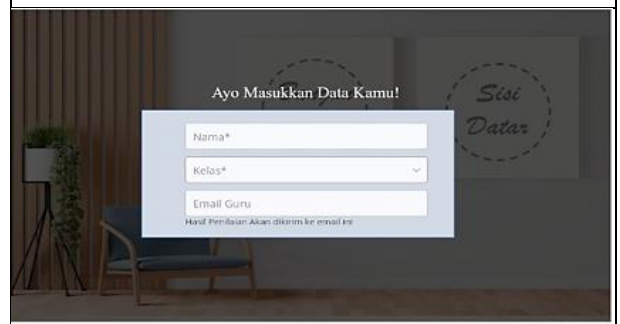 Ayo Masukkan Data Kamu!
Sisi
Datar
Nama*
Kelas*
Email Guru
Hasil Penilaian Akan dikirim ke email ini